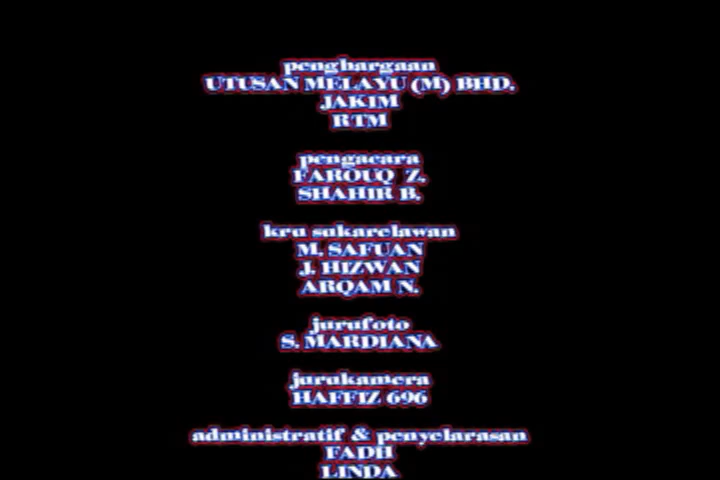 penghargaan
UTUSAN MELAYU (M) BHD.
JAKIM
RTM
pengacara
FAROUQ Z.
SHAHIR B.
kru sukarelawan
M. SAFUAN
J. HIZWAN
ARQAM N.
jurufoto
S. MARDIANA
jurukamera
HAFFIZ 696
administratif & penyelarasan
FADH
LINDA